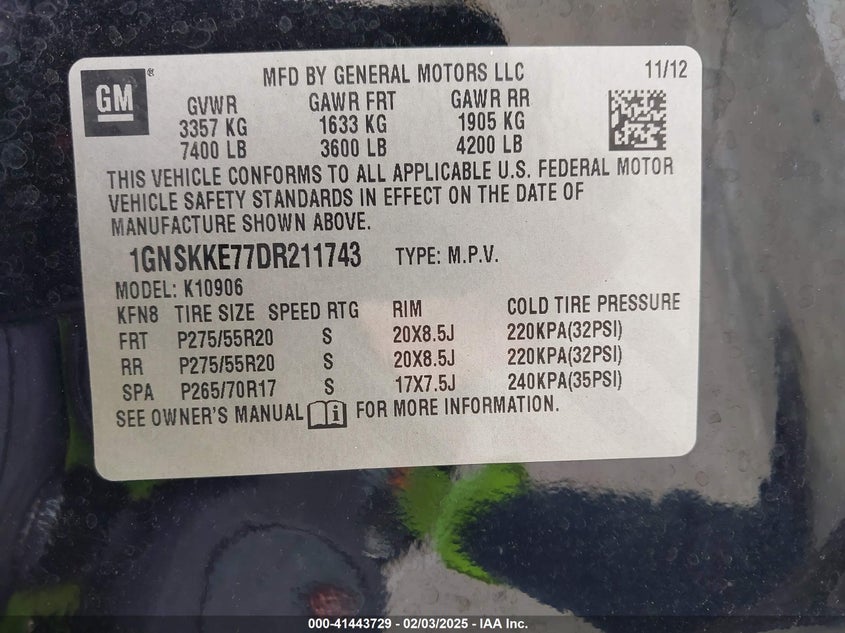 GM ® MFD BY GENERAL MOTORS LLC 11/12
GVWR GAWR FRT GAWR RR
3357 KG 1633 KG 1905 KG
7400 LB 3600 LB 4200 LB
THIS VEHICLE CONFORMS TO ALL APPLICABLE U.S. FEDERAL MOTOR
VEHICLE SAFETY STANDARDS IN EFFECT ON THE DATE OF
MANUFACTURE SHOWN ABOVE.
1GNSKKE77DR211743 TYPE: M.P.V.
MODEL: K10906
KFN8 TIRE SIZE SPEED RTG RIM COLD TIRE PRESSURE
FRT P275/55R20 S 20X8.5J 220KPA(32PSI)
RR P275/55R20 S 20X8.5J 220KPA(32PSI)
SPA P265/70R17 S 17X7.5J 240KPA(35PSI)
SEE OWNER'S MANUAL i FOR MORE INFORMATION.
000-41443729 - 02/03/2025 - IAA Inc.